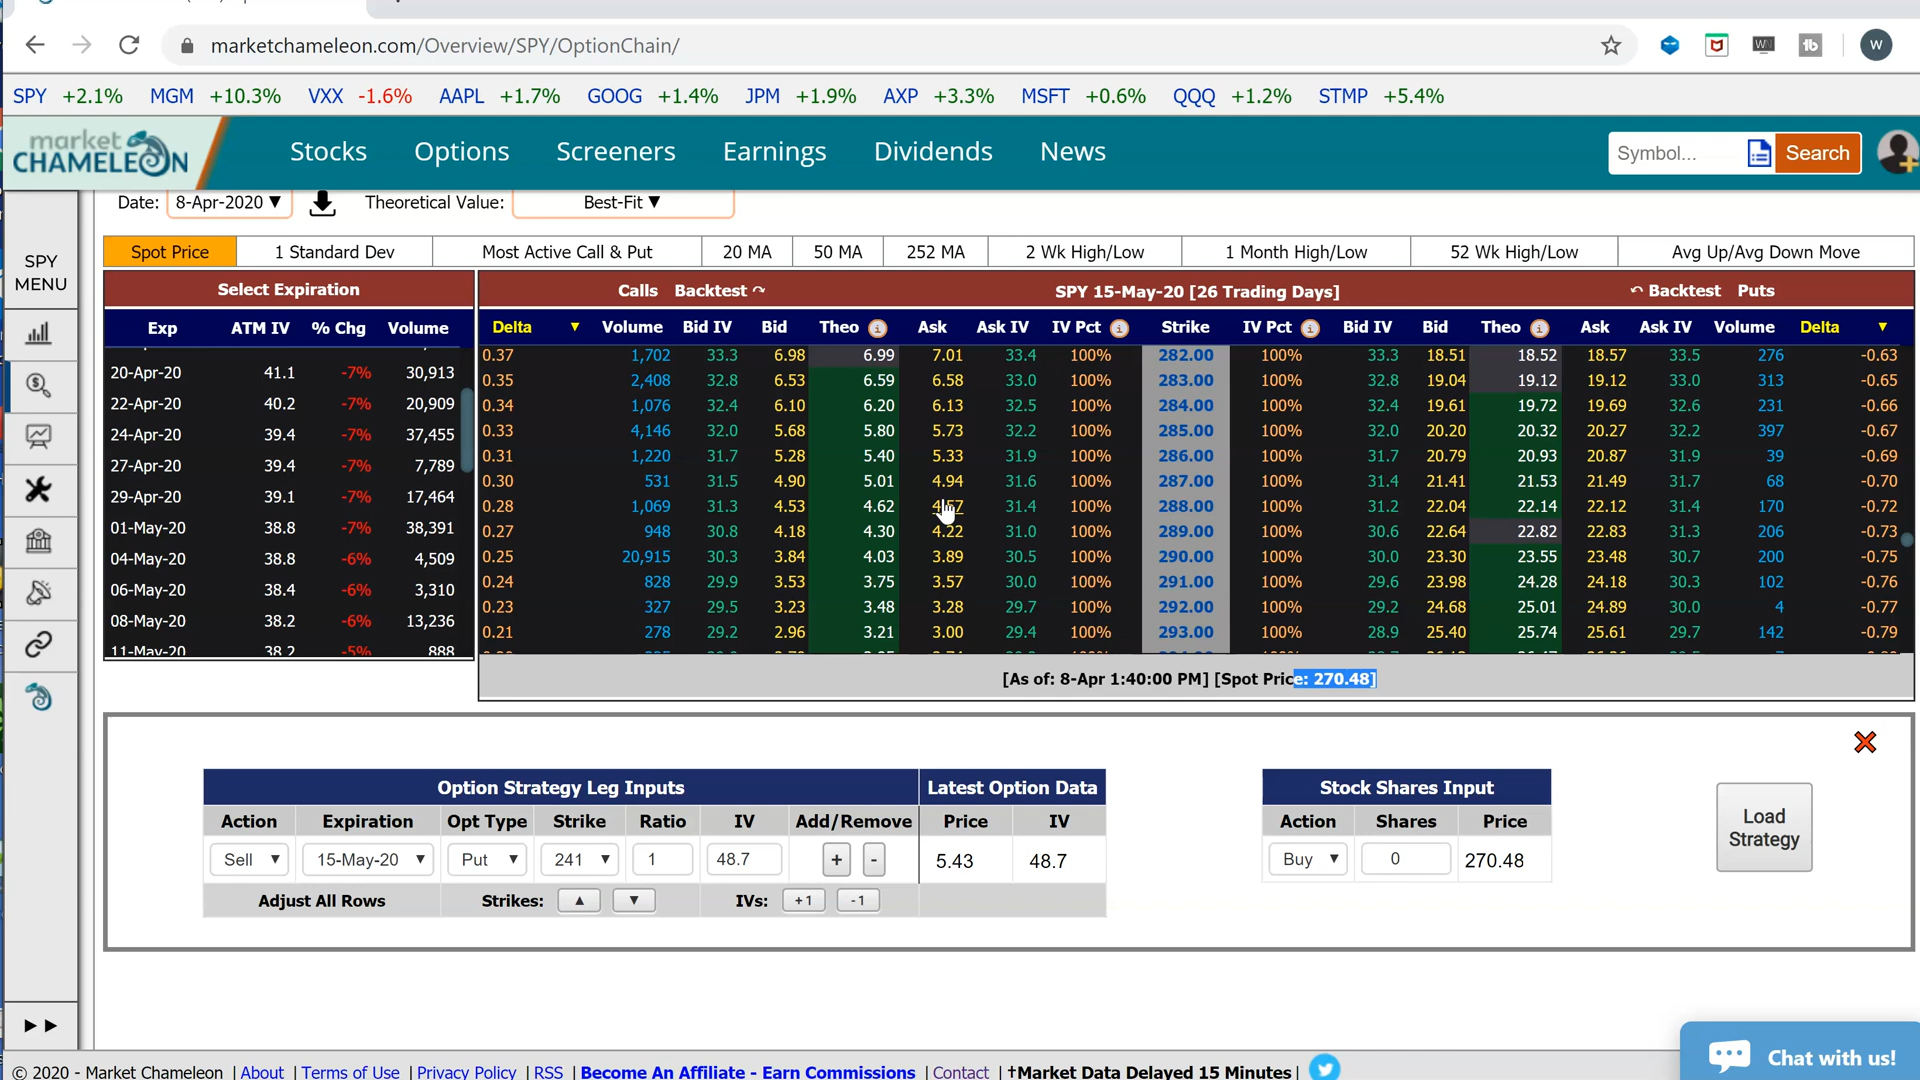 marketchameleon.com/Overview/SPY/OptionChain/
W
SPY +2.1% MGM +10.3% VXX -1.6% AAPL +1.7% GOOG +1.4% JPM +1.9% AXP +3.3% MSFT +0.6% QQQ +1.2% STMP +5.4%
market CHAMELEON Stocks Options Screeners Earnings Dividends News Symbol... Search
Date: 8-Apr-2020 ▼ Theoretical Value: Best-Fit ▼
SPY MENU
Spot Price 1 Standard Dev Most Active Call & Put 20 MA 50 MA 252 MA 2 Wk High/Low 1 Month High/Low 52 Wk High/Low Avg Up/Avg Down Move
Select Expiration
Exp ATM IV % Chg Volume
20-Apr-20 41.1 -7% 30,913
22-Apr-20 40.2 -7% 20,909
24-Apr-20 39.4 -7% 37,455
27-Apr-20 39.4 -7% 7,789
29-Apr-20 39.1 -7% 17,464
01-May-20 38.8 -7% 38,391
04-May-20 38.8 -6% 4,509
06-May-20 38.4 -6% 3,310
08-May-20 38.2 -6% 13,236
11-May-20 38.2 -5% 888
Calls Backtest SPY 15-May-20 [26 Trading Days] Backtest Puts
Delta ▼ Volume Bid IV Bid Theo Ask Ask IV IV Pct Strike IV Pct Bid IV Bid Theo Ask Ask IV Volume Delta ▼
0.37 1,702 33.3 6.98 6.99 7.01 33.4 100% 282.00 100% 33.3 18.51 18.52 18.57 33.5 276 -0.63
0.35 2,408 32.8 6.53 6.59 6.58 33.0 100% 283.00 100% 32.8 19.04 19.12 19.12 33.0 313 -0.65
0.34 1,076 32.4 6.10 6.20 6.13 32.5 100% 284.00 100% 32.4 19.61 19.72 19.69 32.6 231 -0.66
0.33 4,146 32.0 5.68 5.80 5.73 32.2 100% 285.00 100% 32.0 20.20 20.32 20.27 32.2 397 -0.67
0.31 1,220 31.7 5.28 5.40 5.33 31.9 100% 286.00 100% 31.7 20.79 20.93 20.87 31.9 39 -0.69
0.30 531 31.5 4.90 5.01 4.94 31.6 100% 287.00 100% 31.4 21.41 21.53 21.49 31.7 68 -0.70
0.28 1,069 31.3 4.53 4.62 4.57 31.4 100% 288.00 100% 31.2 22.04 22.14 22.12 31.4 170 -0.72
0.27 948 30.8 4.18 4.30 4.22 31.0 100% 289.00 100% 30.6 22.64 22.82 22.83 31.3 206 -0.73
0.25 20,915 30.3 3.84 4.03 3.89 30.5 100% 290.00 100% 30.0 23.30 23.55 23.48 30.7 200 -0.75
0.24 828 29.9 3.53 3.75 3.57 30.0 100% 291.00 100% 29.6 23.98 24.28 24.18 30.3 102 -0.76
0.23 327 29.5 3.23 3.48 3.28 29.7 100% 292.00 100% 29.2 24.68 25.01 24.89 30.0 4 -0.77
0.21 278 29.2 2.96 3.21 3.00 29.4 100% 293.00 100% 28.9 25.40 25.74 25.61 29.7 142 -0.79
[As of: 8-Apr 1:40:00 PM] [Spot Price: 270.48]
Option Strategy Leg Inputs Latest Option Data
Action Expiration Opt Type Strike Ratio IV Add/Remove Price IV
Sell ▼ 15-May-20 ▼ Put ▼ 241 ▼ 1 48.7 + - 5.43 48.7
Adjust All Rows Strikes: ▲ ▼ IVs: +1 -1
Stock Shares Input
Action Shares Price
Buy ▼ 0 270.48
Load Strategy
Chat with us!
© 2020 - Market Chameleon | About | Terms of Use | Privacy Policy | RSS | Become An Affiliate - Earn Commissions | Contact | †Market Data Delayed 15 Minutes |